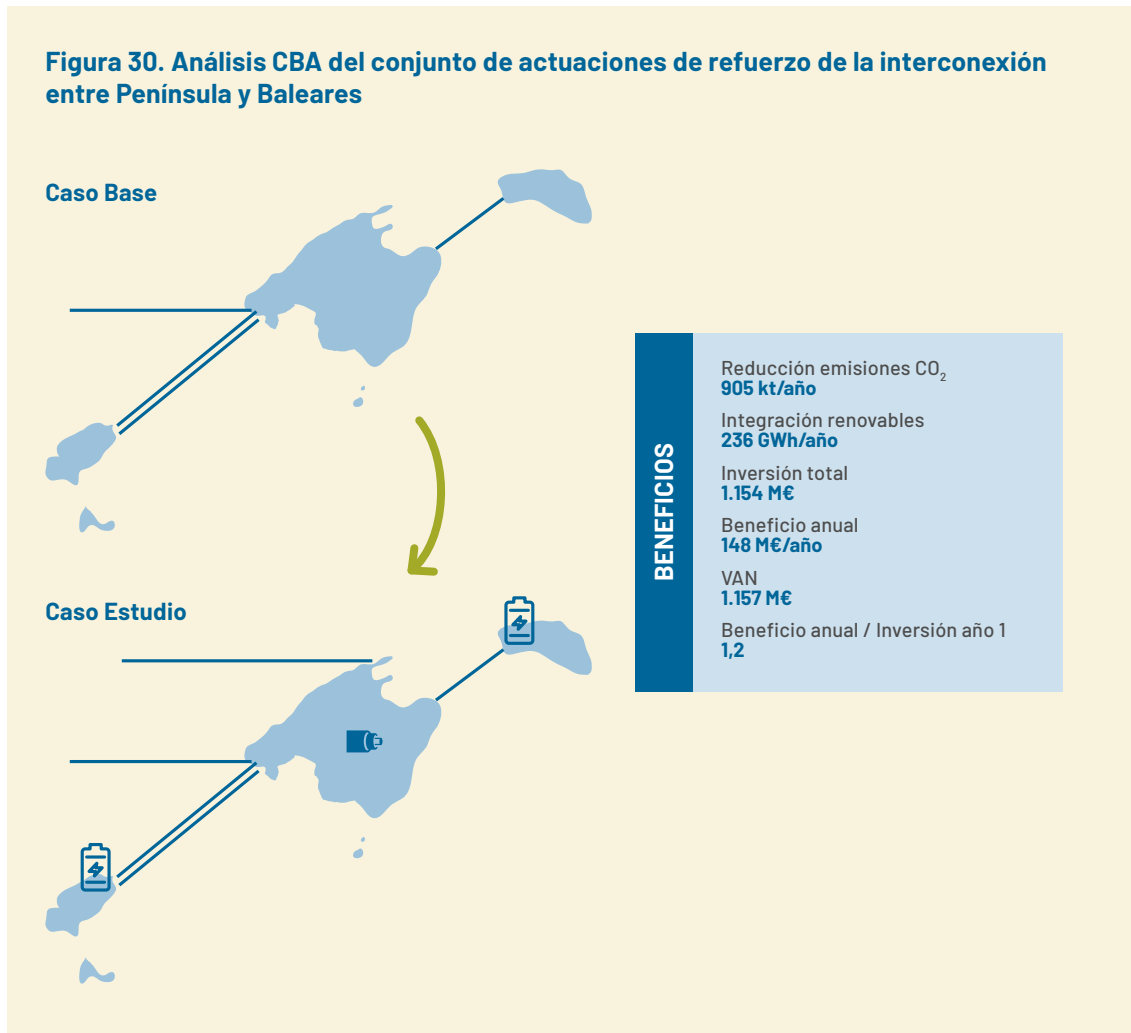 Figura 30. Análisis CBA del conjunto de actuaciones de refuerzo de la interconexión
entre Península y Baleares
Caso Base
Caso Estudio
BENEFICIOS
Reducción emisiones CO₂
905 kt/año
Integración renovables
236 GWh/año
Inversión total
1.154 M€
Beneficio anual
148 M€/año
VAN
1.157 M€
Beneficio anual / Inversión año 1
1,2